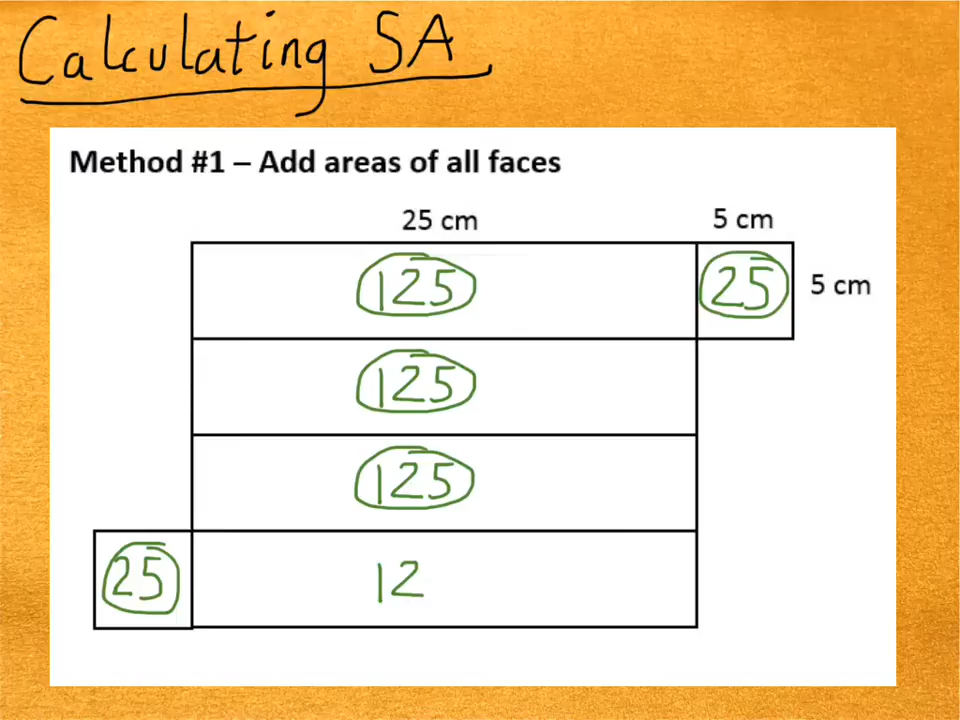 Calculating SA
Method #1 – Add areas of all faces
25 cm 5 cm
125 25 5 cm
125
125
25 12